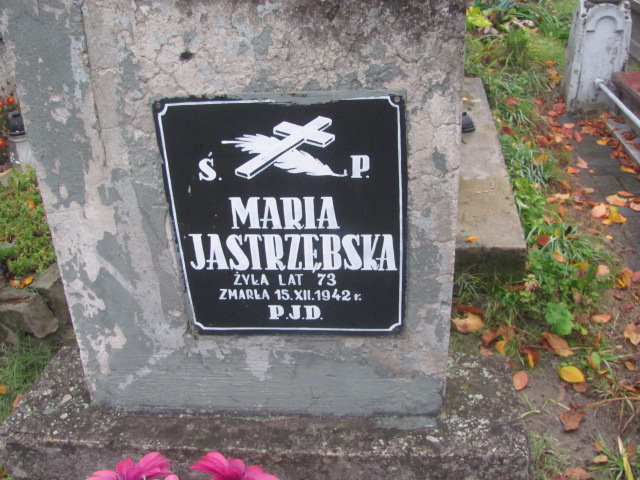 Ś. P.
MARIA
JASTRZĘBSKA
ŻYŁA LAT 73
ZMARŁA 15.XII.1942 r.
P.J.D.